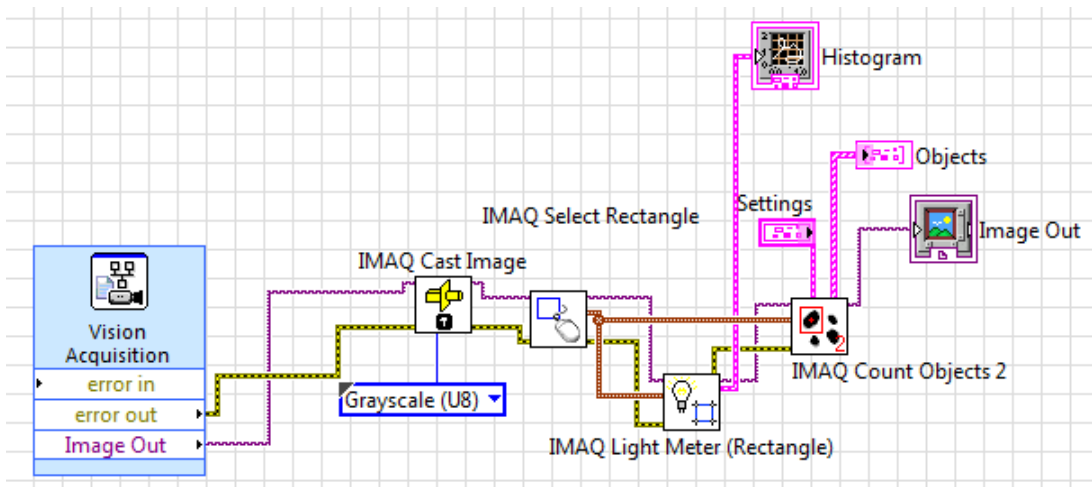 Histogram
Objects
Settings
IMAQ Select Rectangle
Image Out
IMAQ Cast Image
Vision
Acquisition
error in
error out
Image Out
Grayscale (U8)
2
IMAQ Count Objects 2
IMAQ Light Meter (Rectangle)